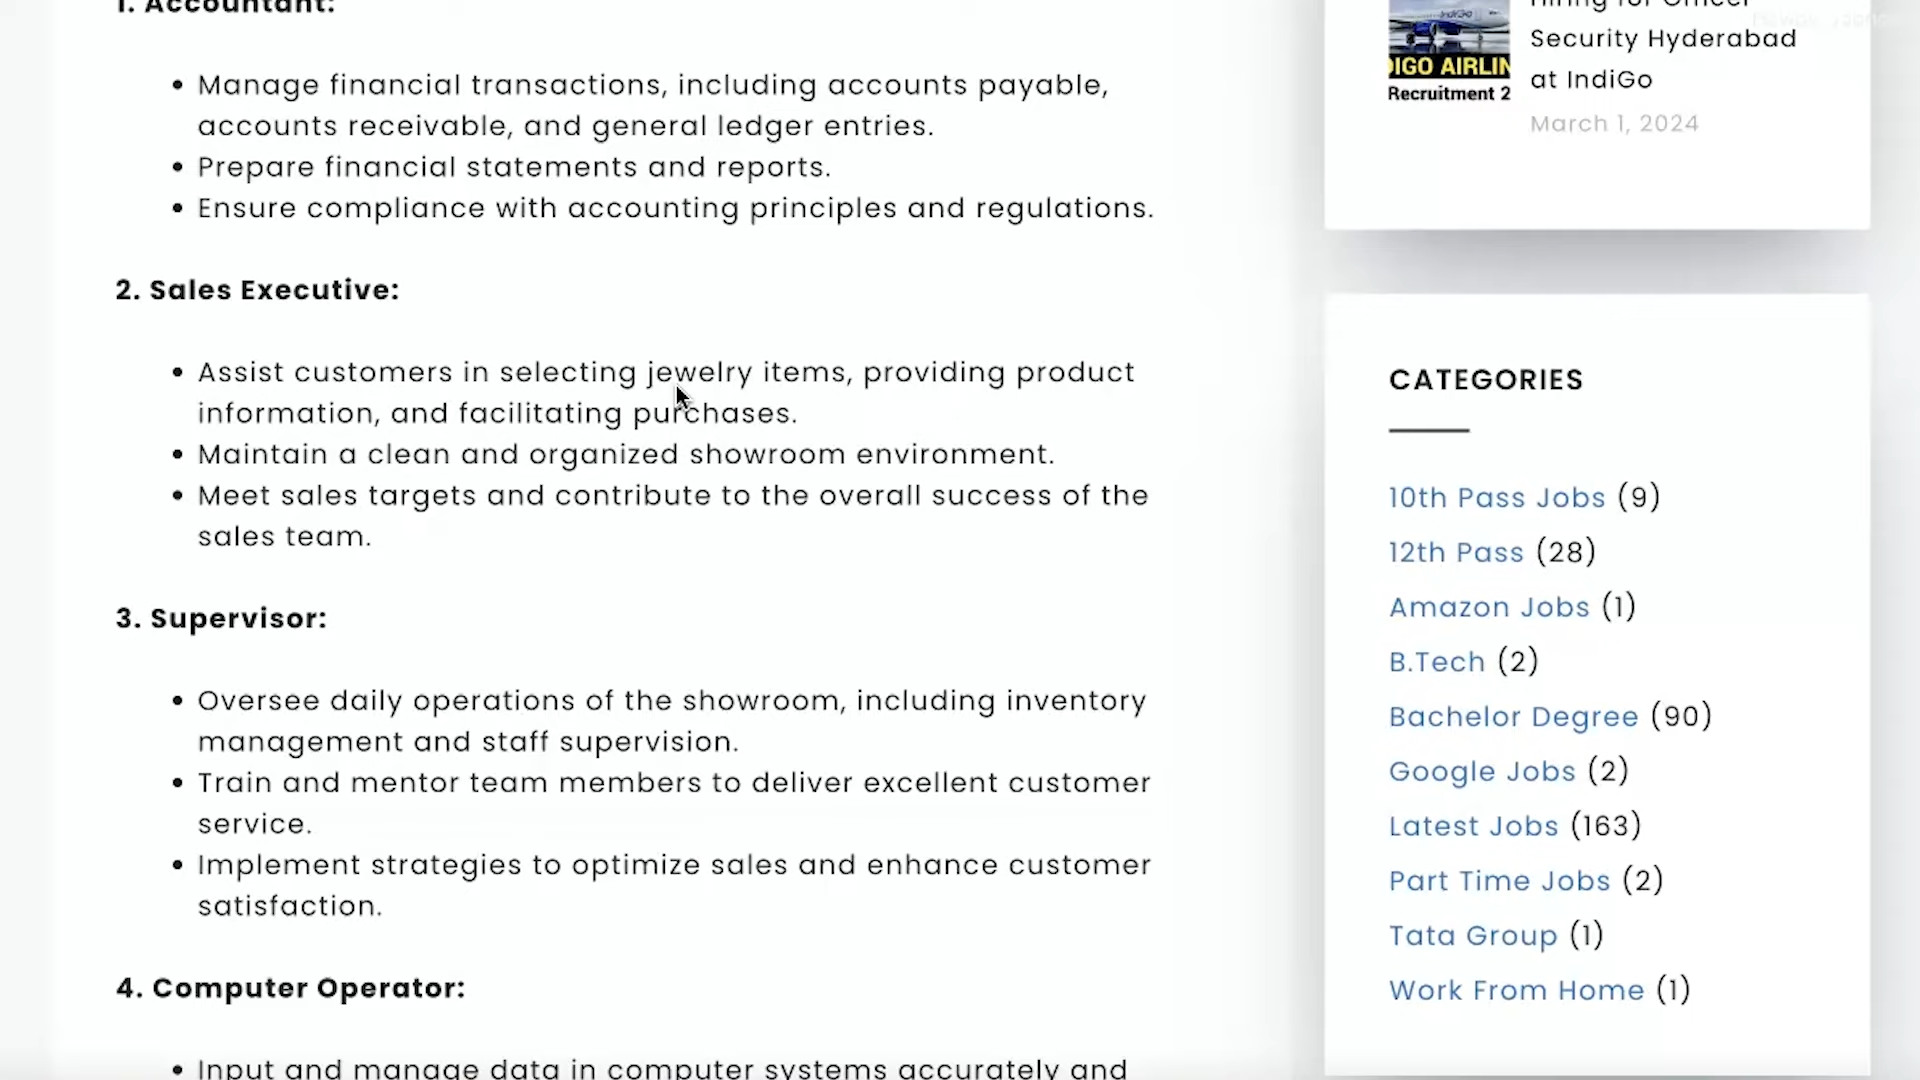 1. Accountant:
Manage financial transactions, including accounts payable,
accounts receivable, and general ledger entries.
Prepare financial statements and reports.
Ensure compliance with accounting principles and regulations.
2. Sales Executive:
Assist customers in selecting jewelry items, providing product
information, and facilitating purchases.
Maintain a clean and organized showroom environment.
Meet sales targets and contribute to the overall success of the
sales team.
3. Supervisor:
Oversee daily operations of the showroom, including inventory
management and staff supervision.
Train and mentor team members to deliver excellent customer
service.
Implement strategies to optimize sales and enhance customer
satisfaction.
4. Computer Operator:
Input and manage data in computer systems accurately and
IndiGo
DIGO AIRLIN
Recruitment 2
Hiring for Officer
Security Hyderabad
at IndiGo
March 1, 2024
CATEGORIES
10th Pass Jobs (9)
12th Pass (28)
Amazon Jobs (1)
B.Tech (2)
Bachelor Degree (90)
Google Jobs (2)
Latest Jobs (163)
Part Time Jobs (2)
Tata Group (1)
Work From Home (1)